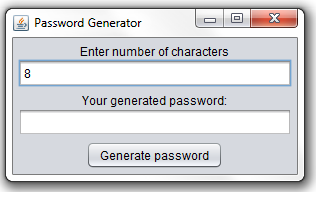 Password Generator
Enter number of characters
8
Your generated password:
Generate password